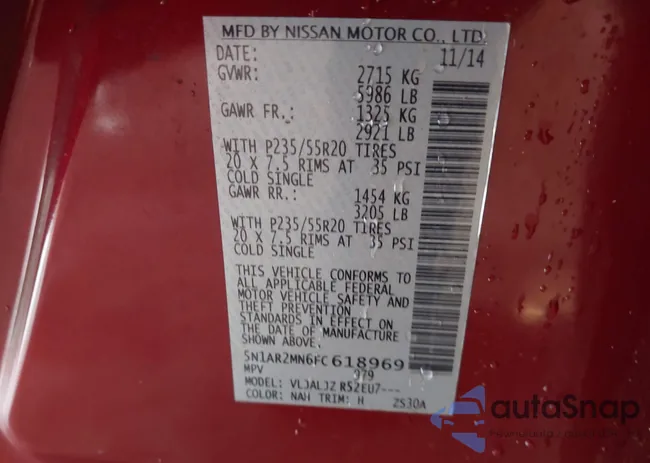 MFD BY NISSAN MOTOR CO., LTD.
DATE: 11/14
GVWR: 2715 KG
5986 LB
GAWR FR.: 1325 KG
2921 LB
WITH P235/55R20 TIRES
20 X 7.5 RIMS AT 35 PSI
COLD SINGLE
GAWR RR.: 1454 KG
3205 LB
WITH P235/55R20 TIRES
20 X 7.5 RIMS AT 35 PSI
COLD SINGLE
THIS VEHICLE CONFORMS TO
ALL APPLICABLE FEDERAL
MOTOR VEHICLE SAFETY AND
THEFT PREVENTION
STANDARDS IN EFFECT ON
THE DATE OF MANUFACTURE
SHOWN ABOVE.
5N1AR2MN6FC618969
MPV 979
MODEL: VLJALJZ R52EU7---
COLOR: NAH TRIM: H 2S30A
autoSnap